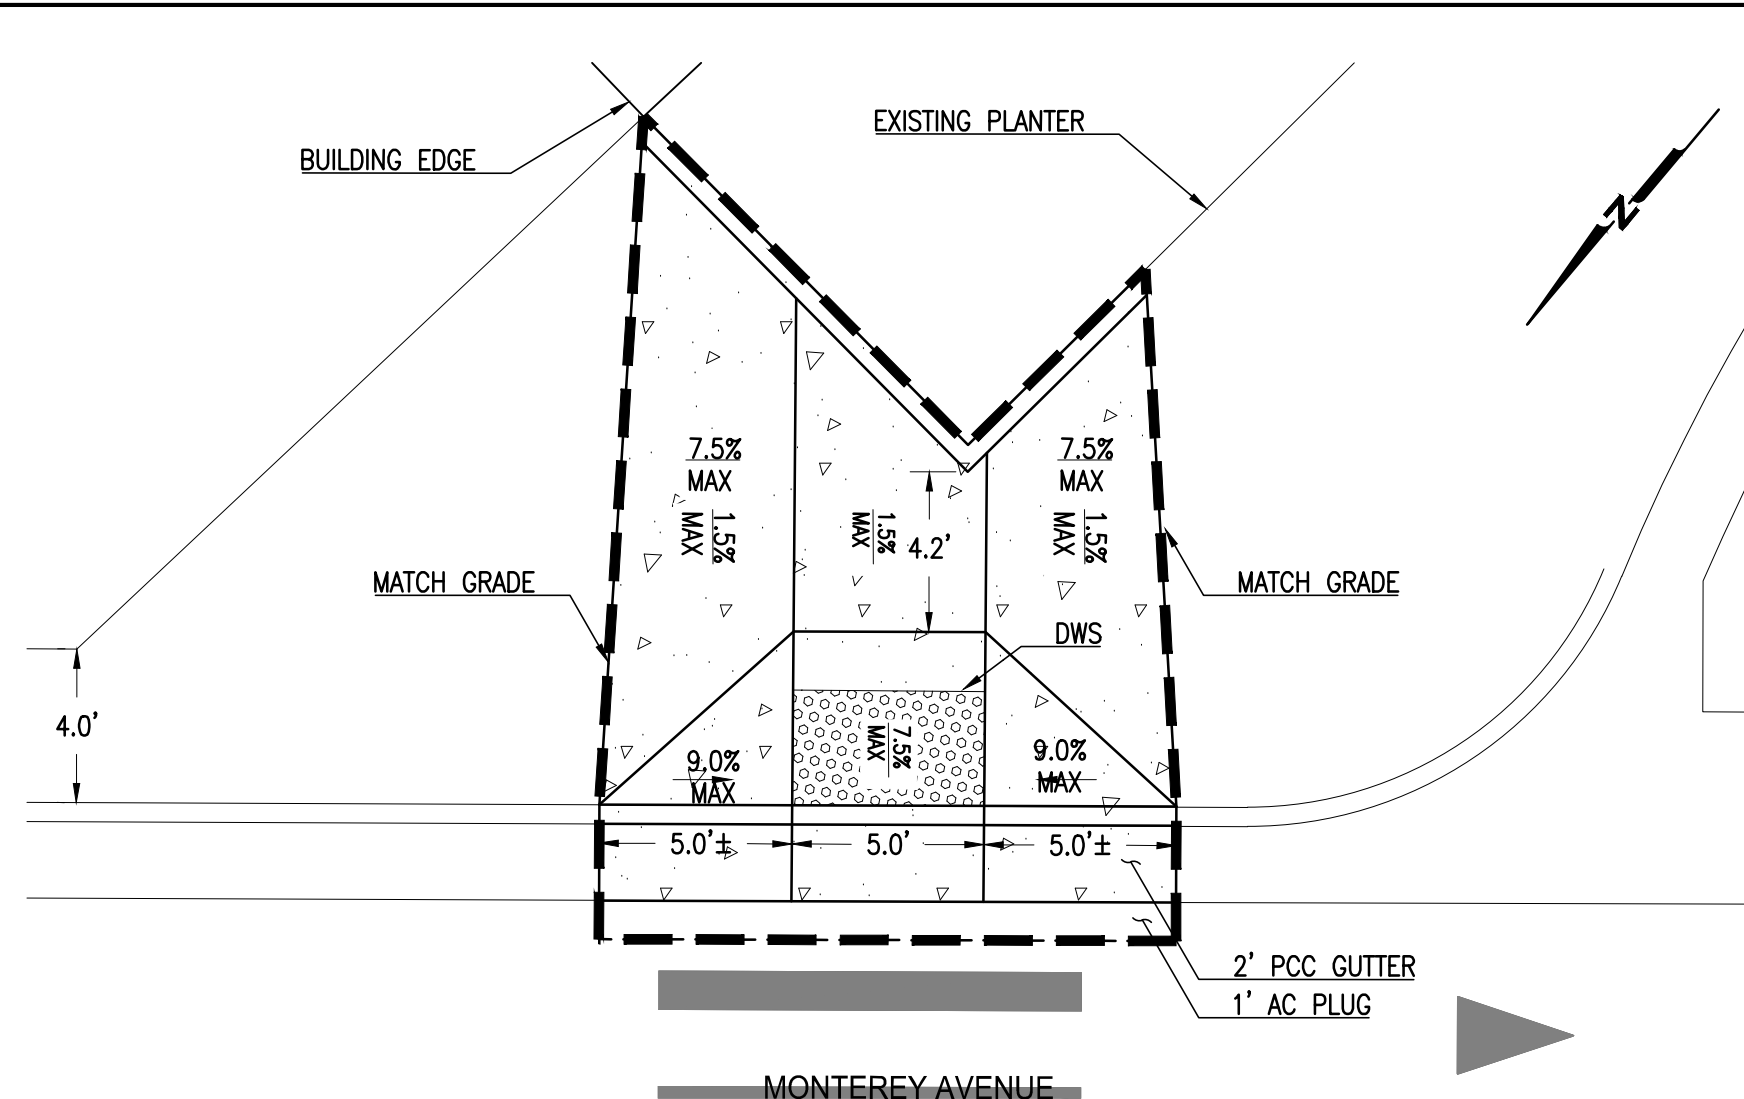 EXISTING PLANTER
BUILDING EDGE
N
7.5%
MAX
7.5%
MAX
1.5%
MAX
1.5%
MAX
4.2'
1.5%
MAX
MATCH GRADE
MATCH GRADE
DWS
4.0'
9.0%
MAX
7.5%
MAX
9.0%
MAX
5.0'±
5.0'
5.0'±
2' PCC GUTTER
1' AC PLUG
MONTEREY AVENUE